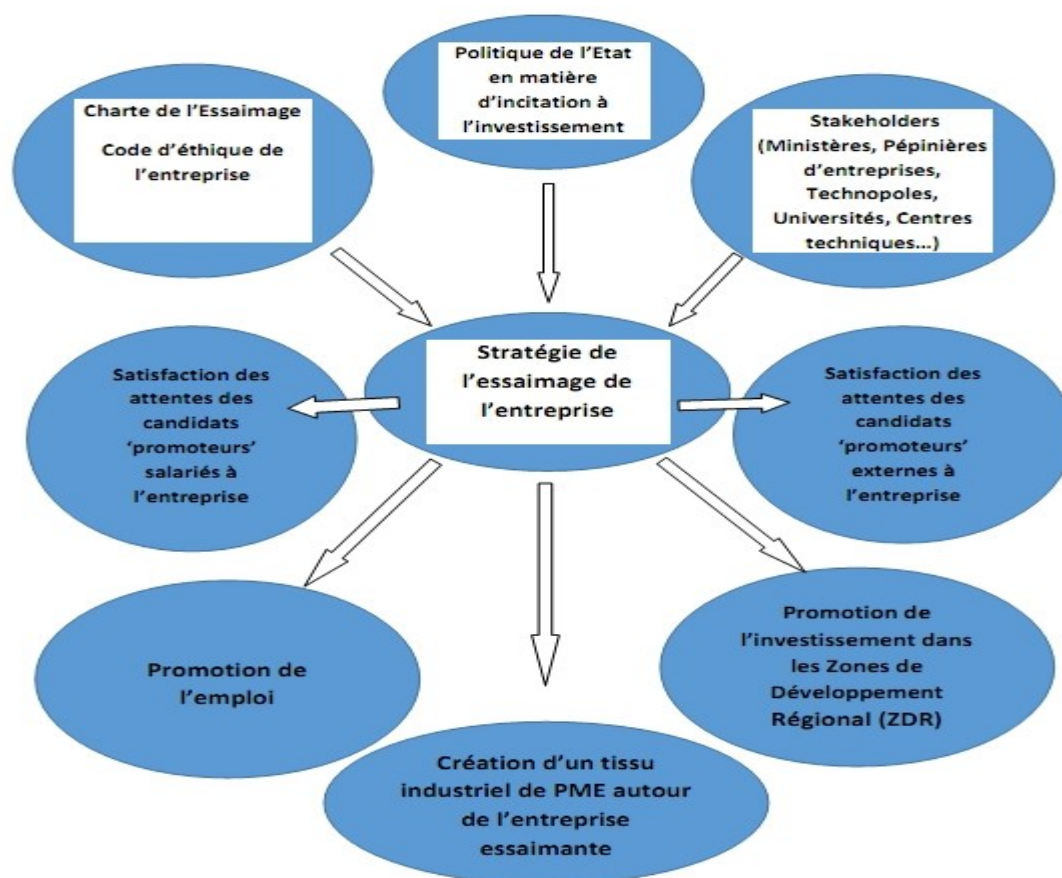 Charte de l'Essaimage
Code d'éthique de
l'entreprise
Politique de l'Etat
en matière
d'incitation à
l'investissement
Stakeholders
(Ministères, Pépinières
d'entreprises,
Technopoles,
Universités, Centres
techniques...)
Satisfaction des
attentes des
candidats
‘promoteurs’
salariés à
l'entreprise
Stratégie de
l'essaimage de
l'entreprise
Satisfaction des
attentes des
candidats
‘promoteurs’
externes à
l'entreprise
Promotion de
l'emploi
Création d'un tissu
industriel de PME autour
de l'entreprise
essaimante
Promotion de
l'investissement dans
les Zones de
Développement
Régional (ZDR)